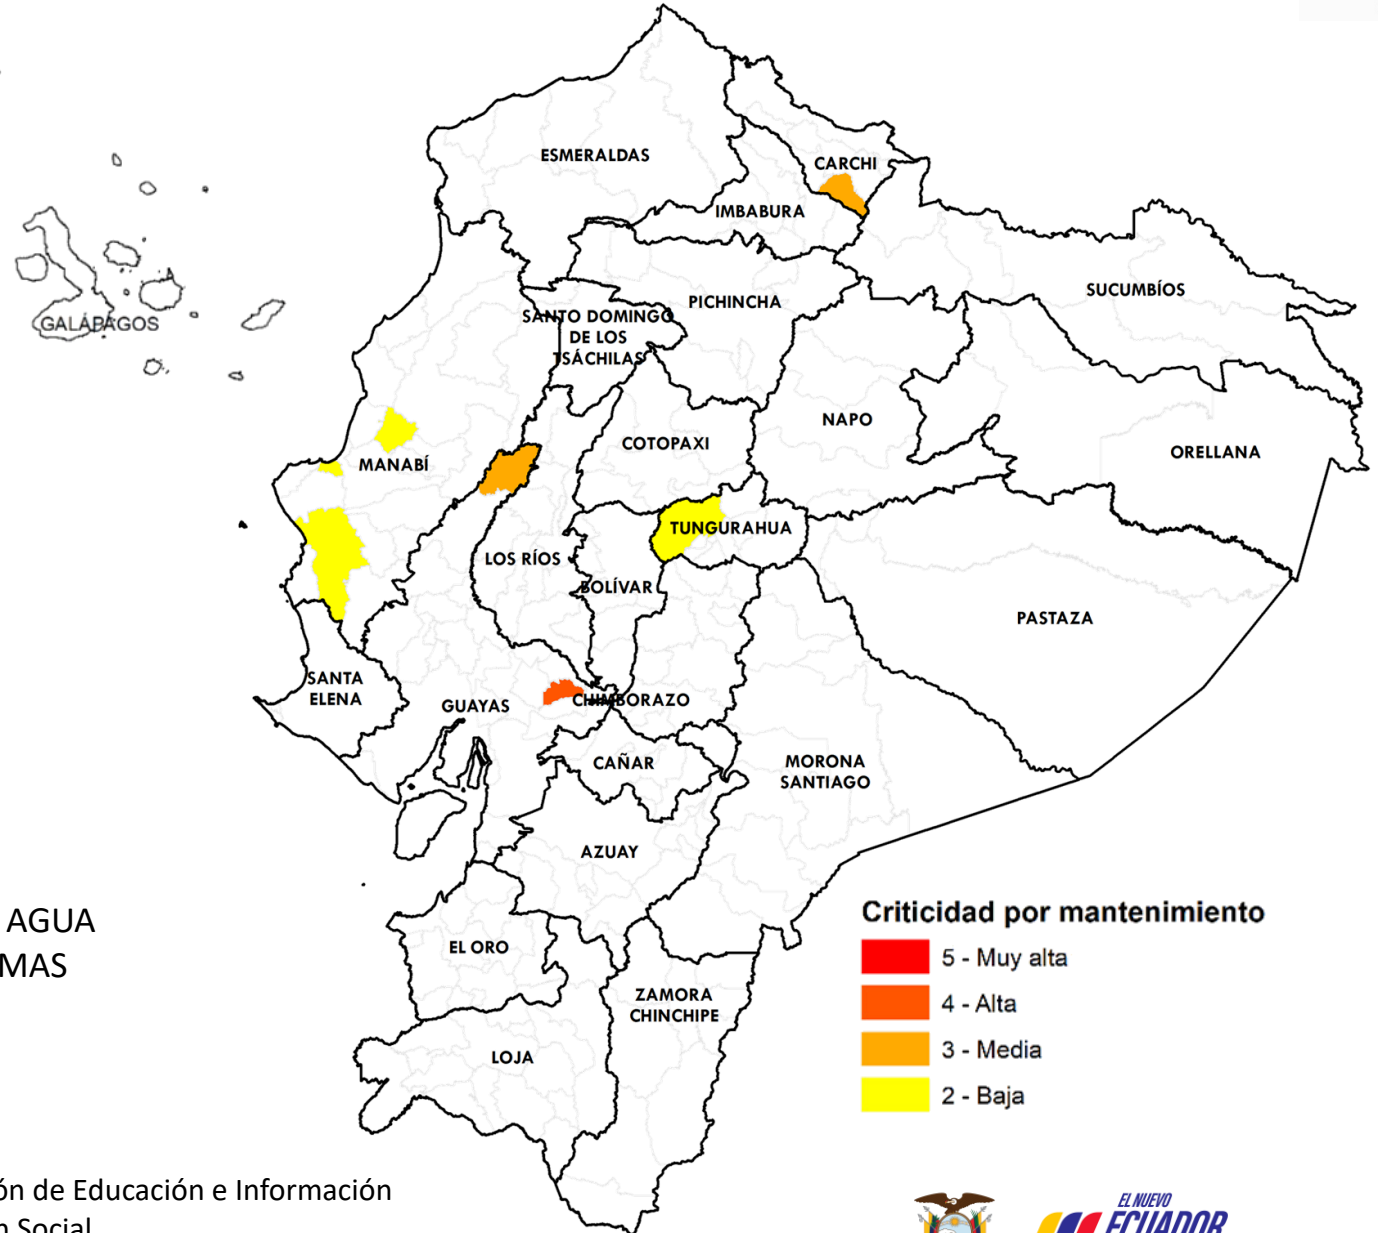 ESMERALDAS
CARCHI
IMBABURA
SUCUMBÍOS
PICHINCHA
GALÁPAGOS
SANTO DOMINGO
DE LOS
TSÁCHILAS
NAPO
COTOPAXI
ORELLANA
MANABÍ
TUNGURAHUA
LOS RÍOS
BOLÍVAR
PASTAZA
SANTA
ELENA
GUAYAS
CHIMBORAZO
CAÑAR
MORONA
SANTIAGO
AZUAY
AGUA
MAS
EL ORO
ZAMORA
CHINCHIPE
LOJA
Criticidad por mantenimiento
5 - Muy alta
4 - Alta
3 - Media
2 - Baja
ón de Educación e Información
n Social
EL NUEVO
ECUADOR